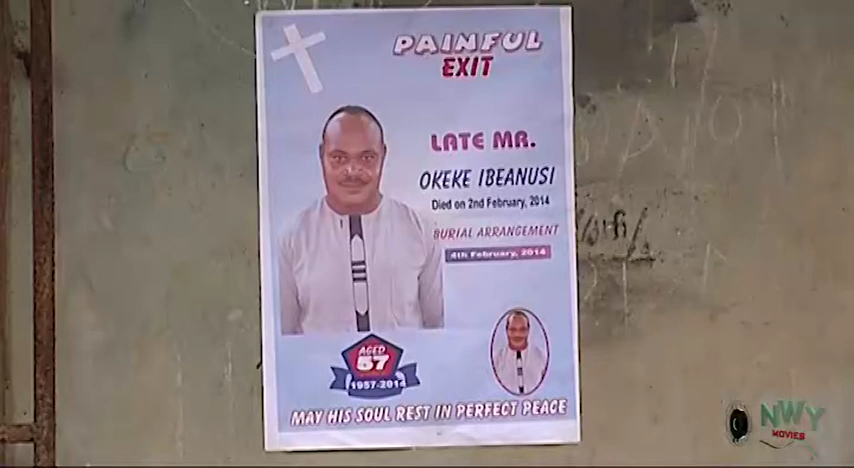 PAINFUL
EXIT
LATE MR.
OKEKE IBEANUSI
Died on 2nd February, 2014
BURIAL ARRANGEMENT
4th February, 2014
AGED
57
1957-2014
MAY HIS SOUL REST IN PERFECT PEACE
NWY
MOVIES